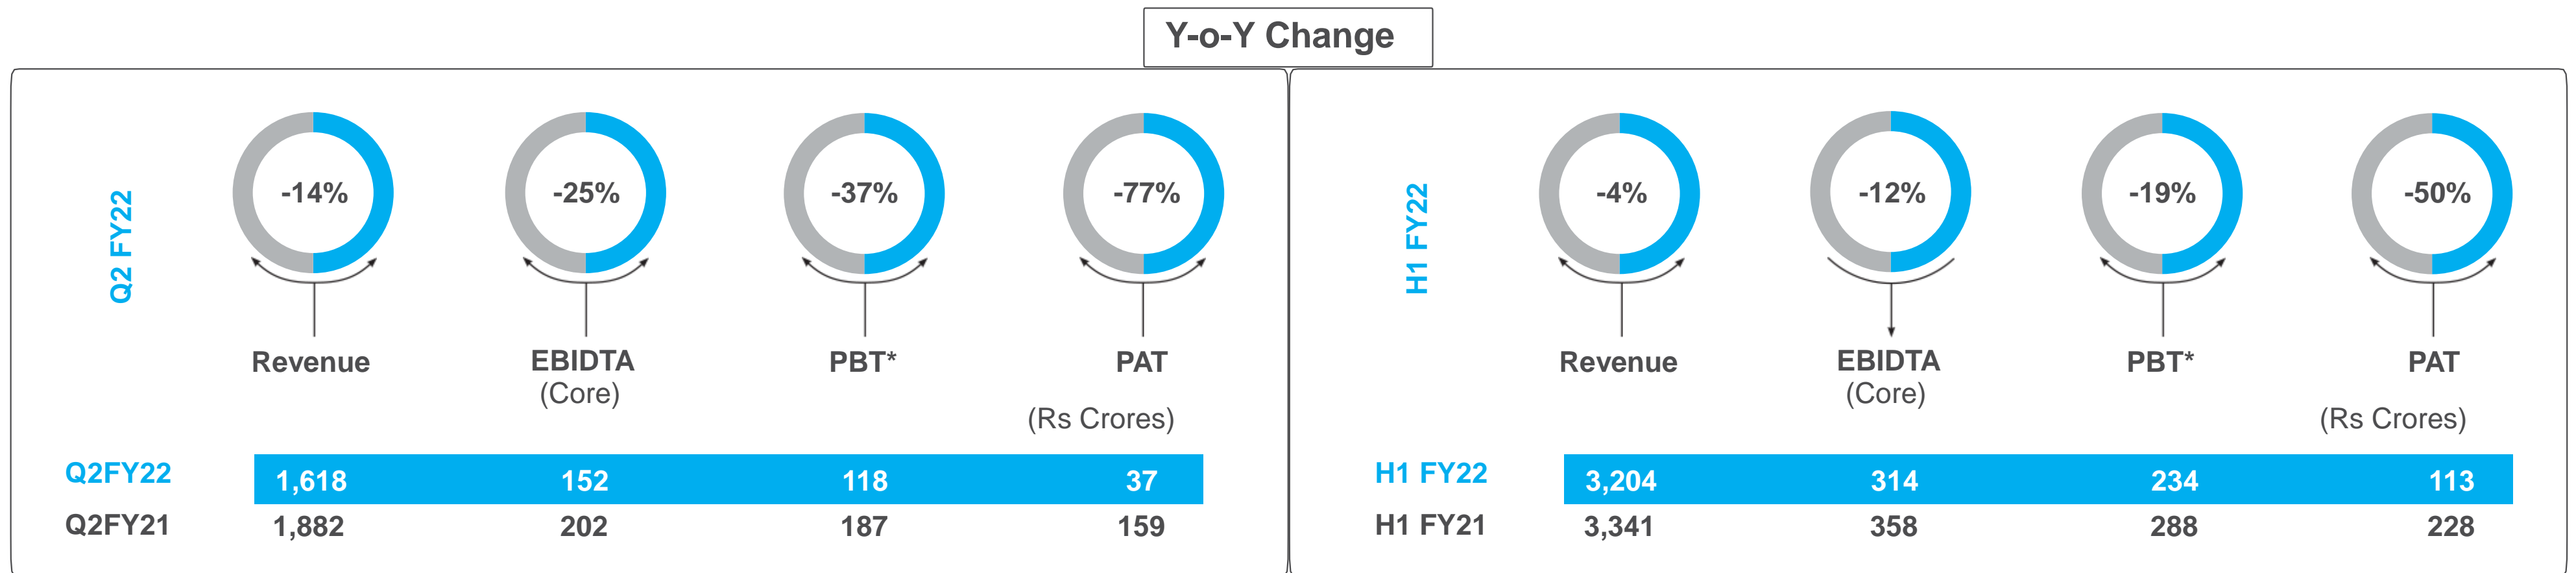 Y-o-Y Change
Q2 FY22
-14% -25% -37% -77%
Revenue EBIDTA PBT* PAT
(Core)
(Rs Crores)
Q2FY22 1,618 152 118 37
Q2FY21 1,882 202 187 159
H1 FY22
-4% -12% -19% -50%
Revenue EBIDTA PBT* PAT
(Core)
(Rs Crores)
H1 FY22 3,204 314 234 113
H1 FY21 3,341 358 288 228